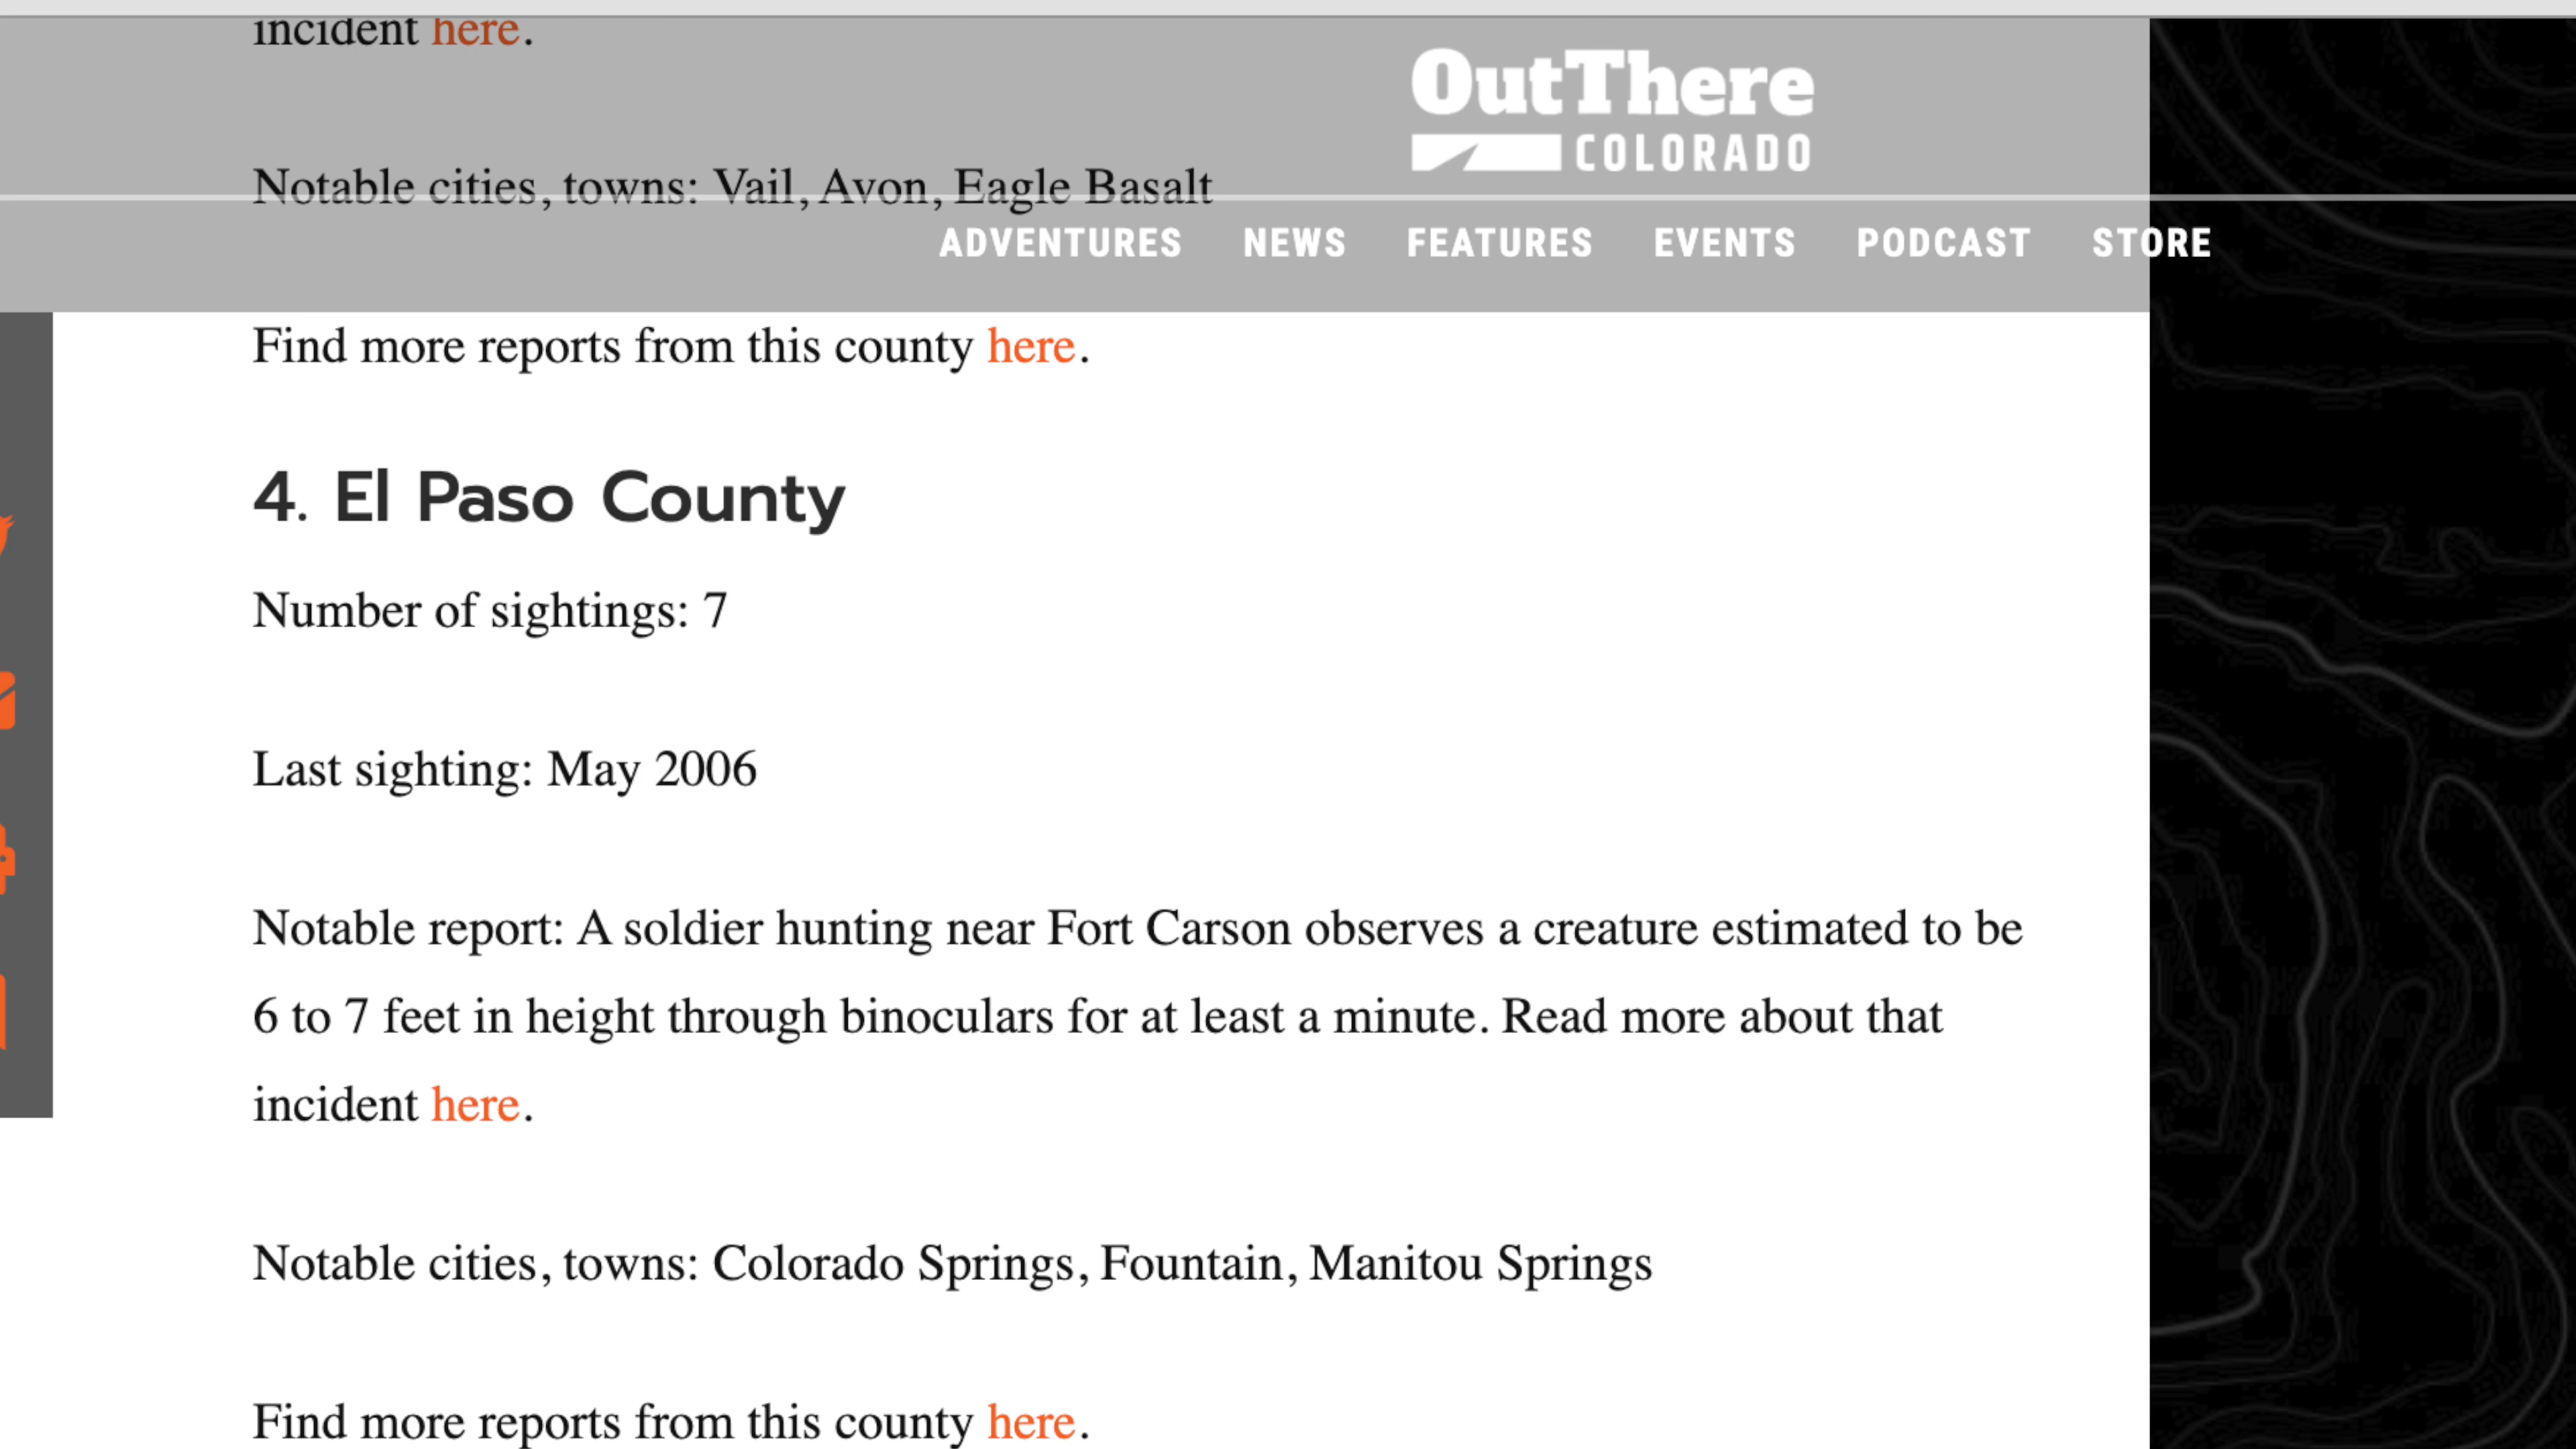 incident here.
OutThere
COLORADO
Notable cities, towns: Vail, Avon, Eagle Basalt
ADVENTURES NEWS FEATURES EVENTS PODCAST STORE
Find more reports from this county here.
4. El Paso County
Number of sightings: 7
Last sighting: May 2006
Notable report: A soldier hunting near Fort Carson observes a creature estimated to be
6 to 7 feet in height through binoculars for at least a minute. Read more about that
incident here.
Notable cities, towns: Colorado Springs, Fountain, Manitou Springs
Find more reports from this county here.